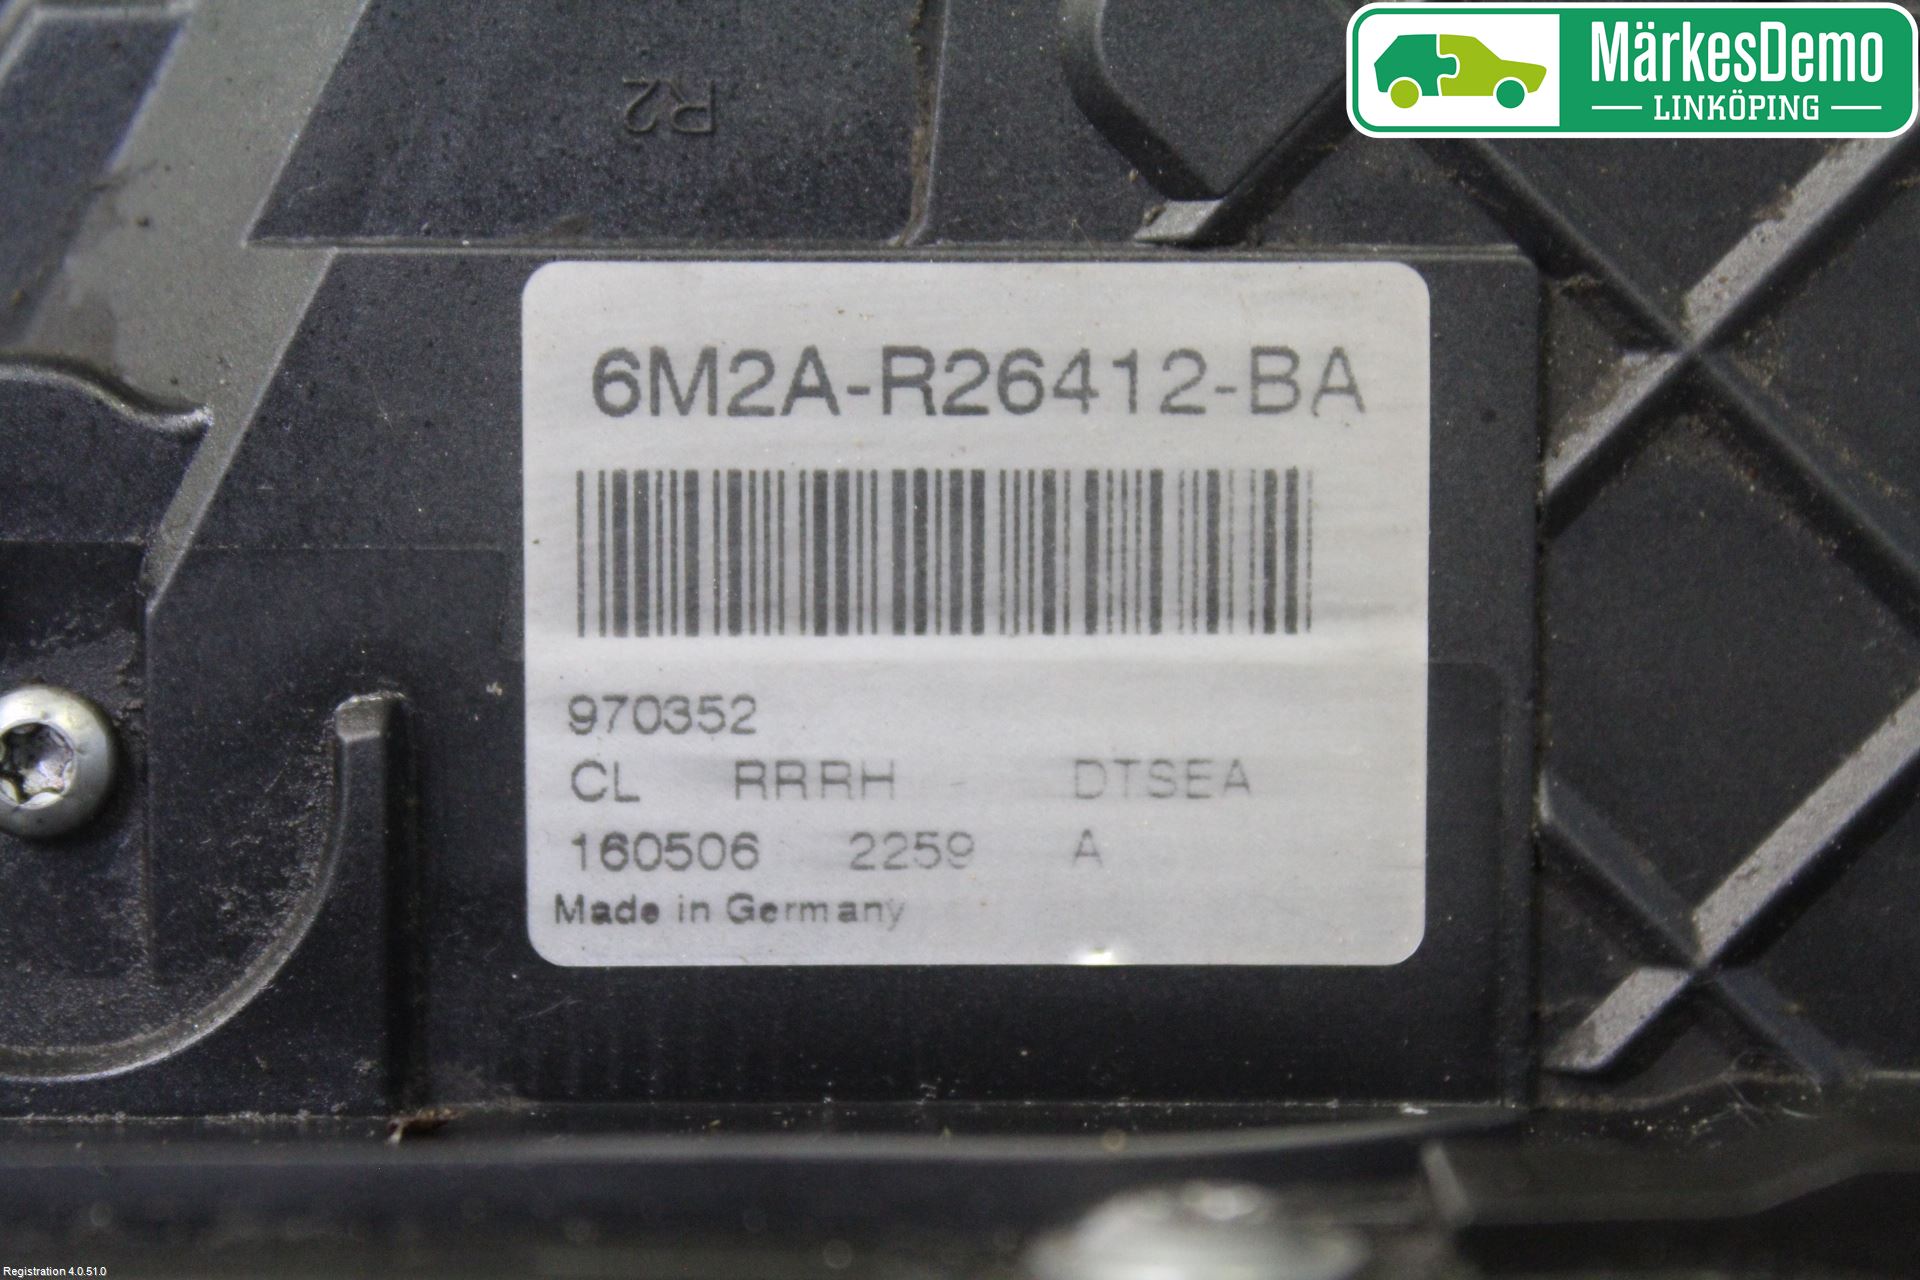 MärkesDemo
LINKÖPING
R2
6M2A-R26412-BA
970352
CL RRRH - DTSEA
160506 2259 A
Made in Germany
Registration 4.0.51.0